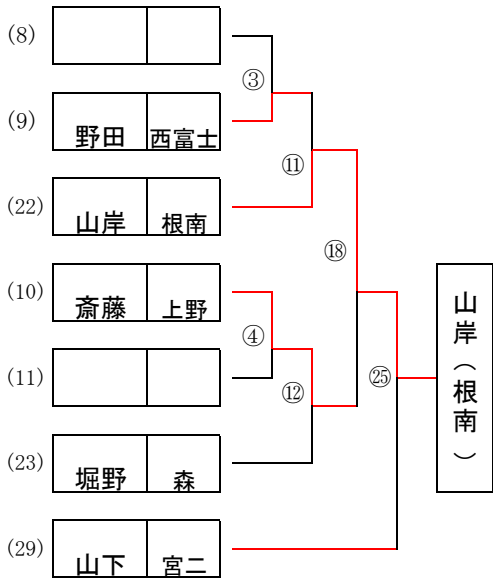 (8)
③
(9) 野田 西富士
⑪
(22) 山岸 根南
⑱
(10) 斎藤 上野
④
(11)
⑫
㉕
(23) 堀野 森
(29) 山下 宮二
山岸（根南）